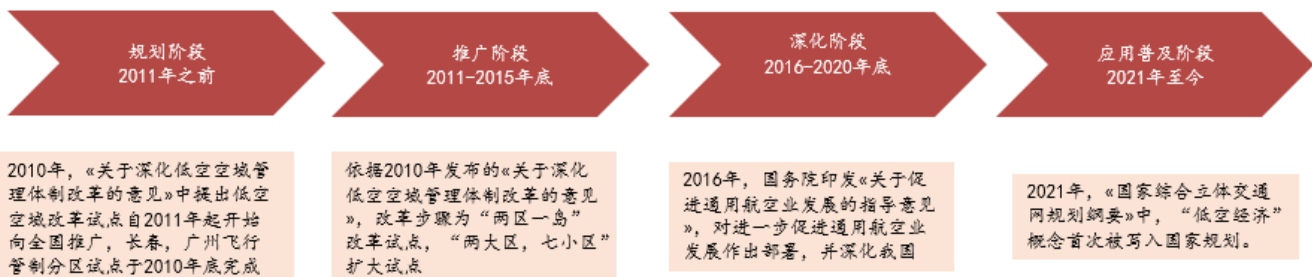 规划阶段
2011年之前
推广阶段
2011-2015年底
深化阶段
2016-2020年底
应用普及阶段
2021年至今
2010年，《关于深化低空空域管
理体制改革的意见》中提出低空
空域改革试点自2011年起开始
向全国推广，长春，广州飞行
管制分区试点于2010年底完成
依据2010年发布的《关于深化
低空空域管理体制改革的意见
》，改革步骤为“两区一岛”
改革试点，“两大区，七小区”
扩大试点
2016年，国务院印发《关于促
进通用航空业发展的指导意见
》，对进一步促进通用航空业
发展作出部署，并深化我国
2021年，《国家综合立体交通
网规划纲要》中，“低空经济”
概念首次被写入国家规划。